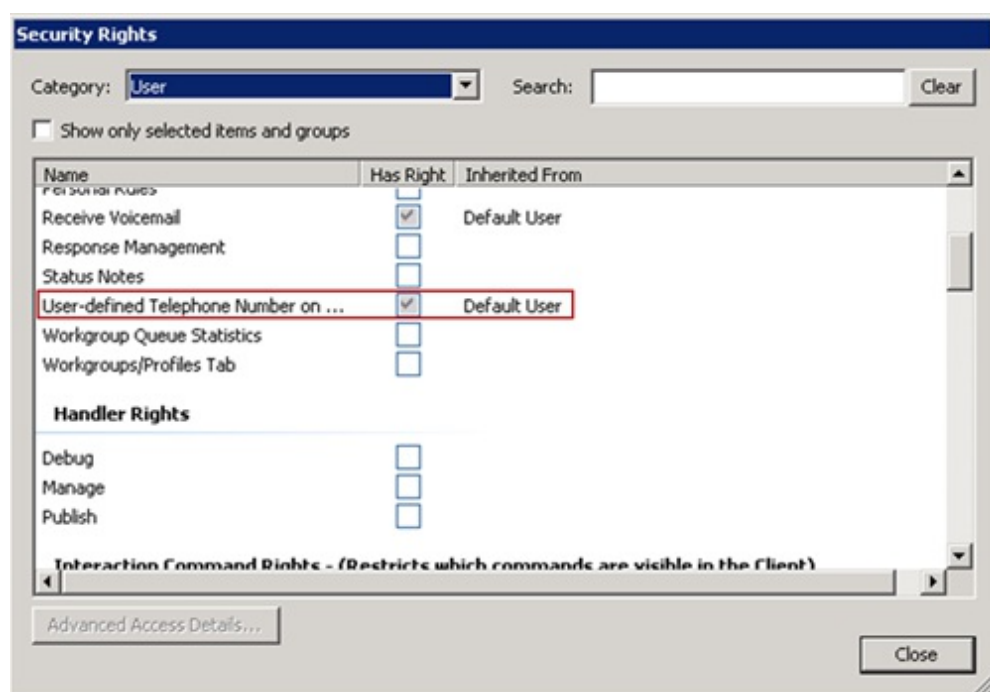 Security Rights
Category: User Search: Clear
Show only selected items and groups
Name Has Right Inherited From
Personal Rules
Receive Voicemail Default User
Response Management
Status Notes
User-defined Telephone Number on ... Default User
Workgroup Queue Statistics
Workgroups/Profiles Tab
Handler Rights
Debug
Manage
Publish
Interaction Command Rights - (Restricts which commands are visible in the Client)
Advanced Access Details...
Close